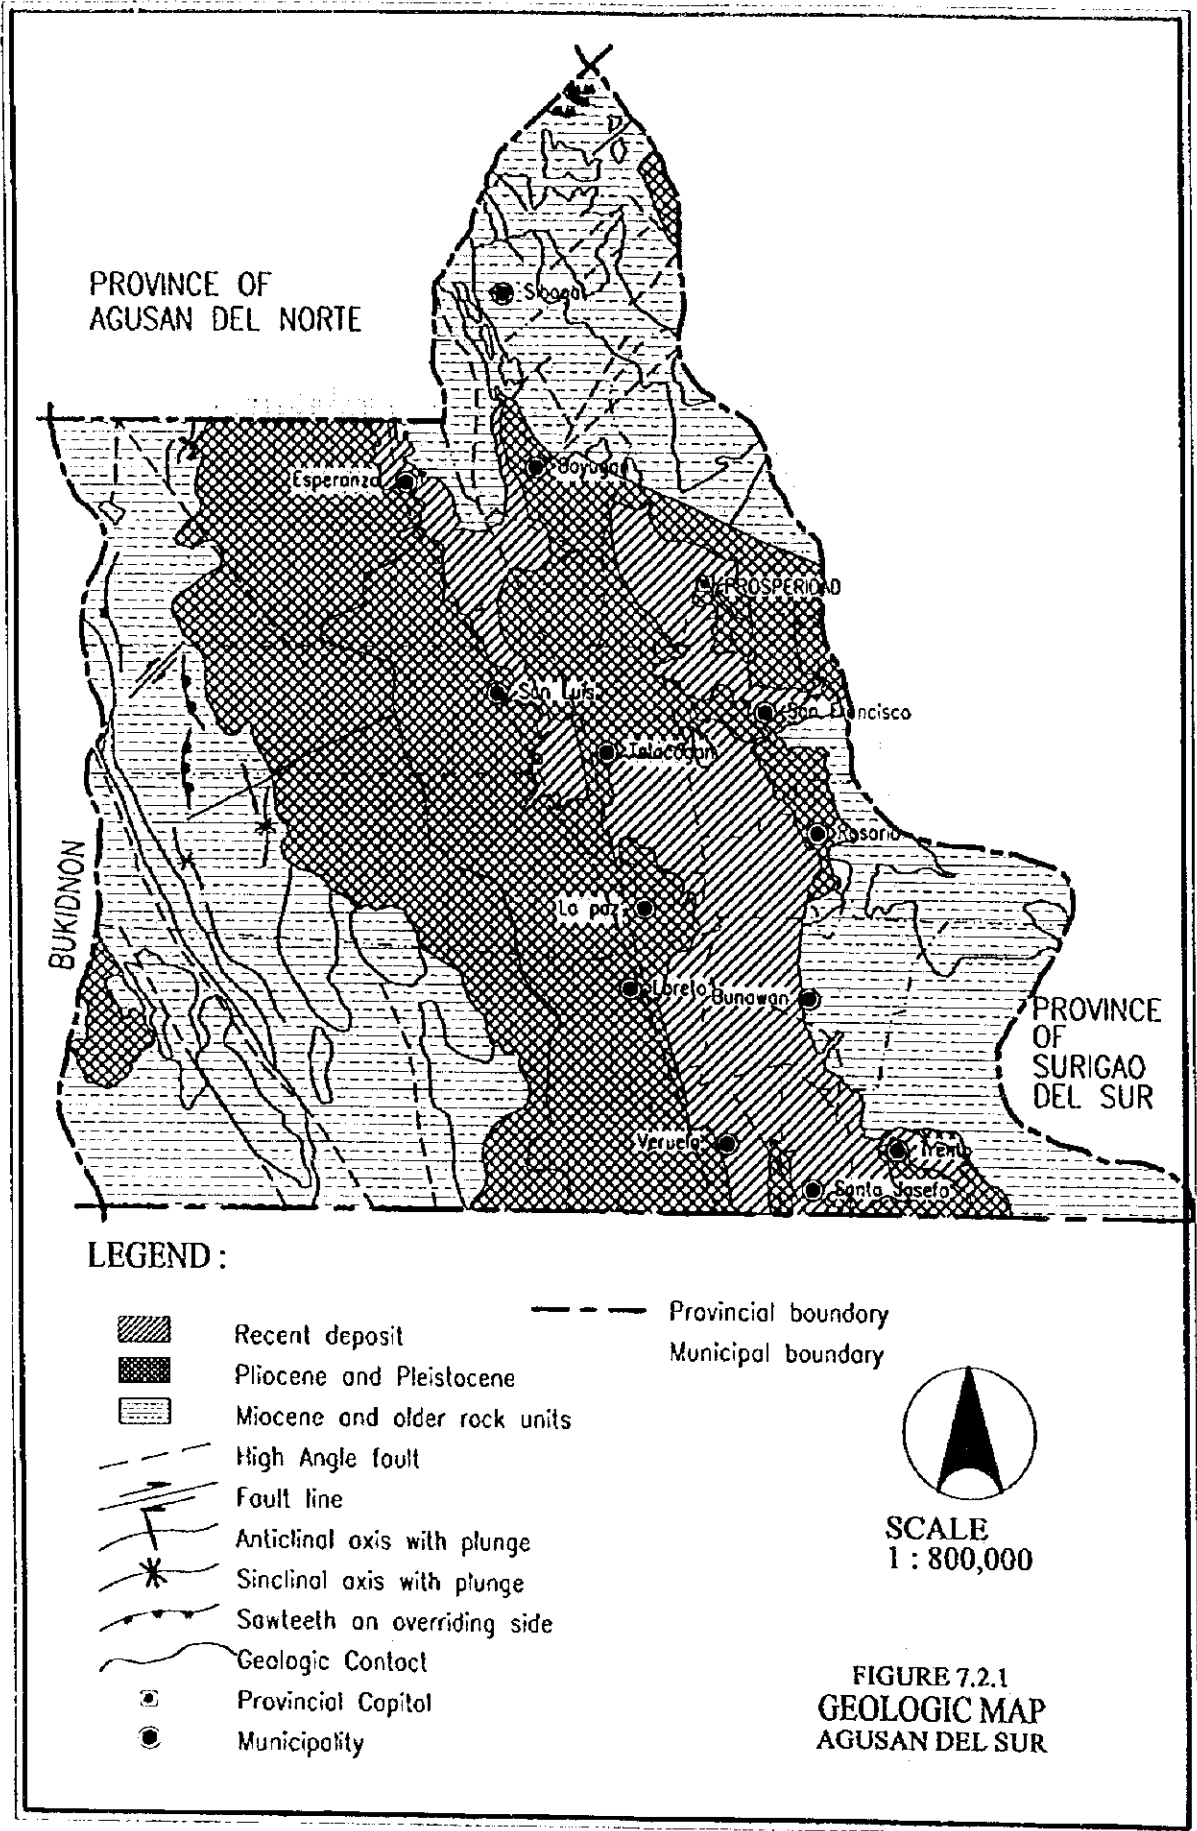 PROVINCE OF
AGUSAN DEL NORTE
Sibagat
Esperanza
Bayugan
PROSPERIDAD
San Luis
San Francisco
Talacogon
Rosario
BUKIDNON
La paz
Loreto
Bunawan
PROVINCE
OF
SURIGAO
DEL SUR
Veruela
Trento
Santa Josefa
LEGEND :
Recent deposit
Pliocene and Pleistocene
Miocene and older rock units
High Angle fault
Fault line
Anticlinal axis with plunge
Sinclinal axis with plunge
Sawteeth on overriding side
Geologic Contact
Provincial Capitol
Municipality
Provincial boundary
Municipal boundary
SCALE
1 : 800,000
FIGURE 7.2.1
GEOLOGIC MAP
AGUSAN DEL SUR